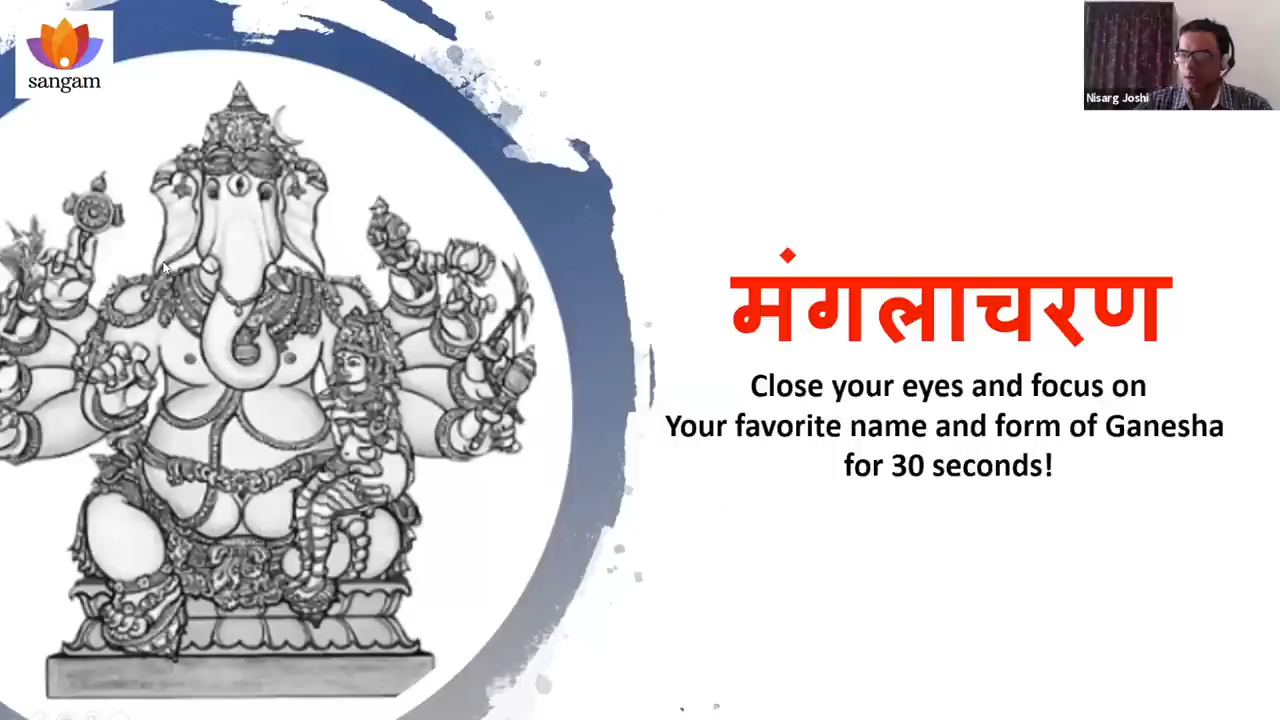 sangam
Nisarg Joshi
मंगलाचरण
Close your eyes and focus on
Your favorite name and form of Ganesha
for 30 seconds!